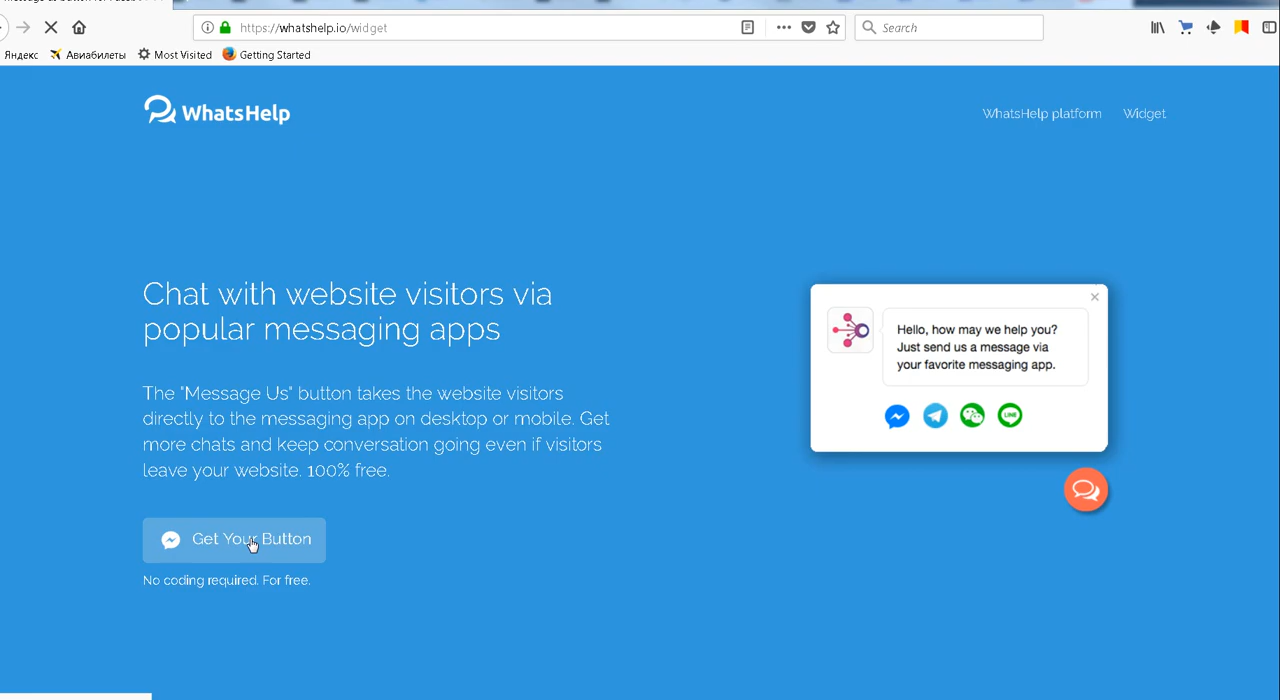 https://whatshelp.io/widget
Search
Яндекс
Авиабилеты
Most Visited
Getting Started
WhatsHelp
WhatsHelp platform
Widget
Chat with website visitors via
popular messaging apps
The "Message Us" button takes the website visitors
directly to the messaging app on desktop or mobile. Get
more chats and keep conversation going even if visitors
leave your website. 100% free.
Get Your Button
No coding required. For free.
Hello, how may we help you?
Just send us a message via
your favorite messaging app.
LINE